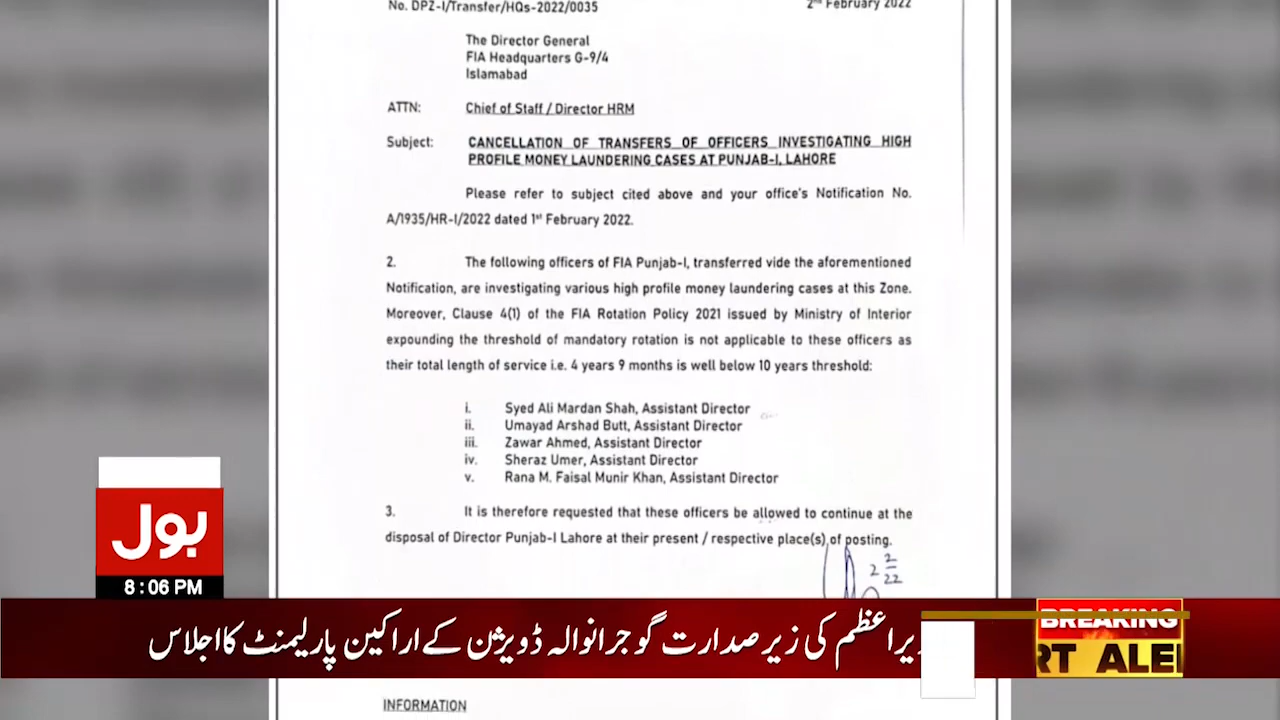 No. DPZ-I/Transfer/HQs-2022/0035
2nd February 2022
The Director General
FIA Headquarters G-9/4
Islamabad
ATTN: Chief of Staff / Director HRM
Subject: CANCELLATION OF TRANSFERS OF OFFICERS INVESTIGATING HIGH
PROFILE MONEY LAUNDERING CASES AT PUNJAB-I, LAHORE
Please refer to subject cited above and your office's Notification No.
A/1935/HR-I/2022 dated 1st February 2022.
2. The following officers of FIA Punjab-I, transferred vide the aforementioned
Notification, are investigating various high profile money laundering cases at this Zone.
Moreover, Clause 4(1) of the FIA Rotation Policy 2021 issued by Ministry of Interior
expounding the threshold of mandatory rotation is not applicable to these officers as
their total length of service i.e. 4 years 9 months is well below 10 years threshold:
i. Syed Ali Mardan Shah, Assistant Director
ii. Umayad Arshad Butt, Assistant Director
iii. Zawar Ahmed, Assistant Director
iv. Sheraz Umer, Assistant Director
v. Rana M. Faisal Munir Khan, Assistant Director
3. It is therefore requested that these officers be allowed to continue at the
disposal of Director Punjab-I Lahore at their present / respective place(s) of posting.
2 2/22
بول
8:06 PM
یراعظم کی زیر صدارت گوجرانوالہ ڈویژن کے اراکین پارلیمنٹ کا اجلاس
BREAKING
RT ALE
INFORMATION